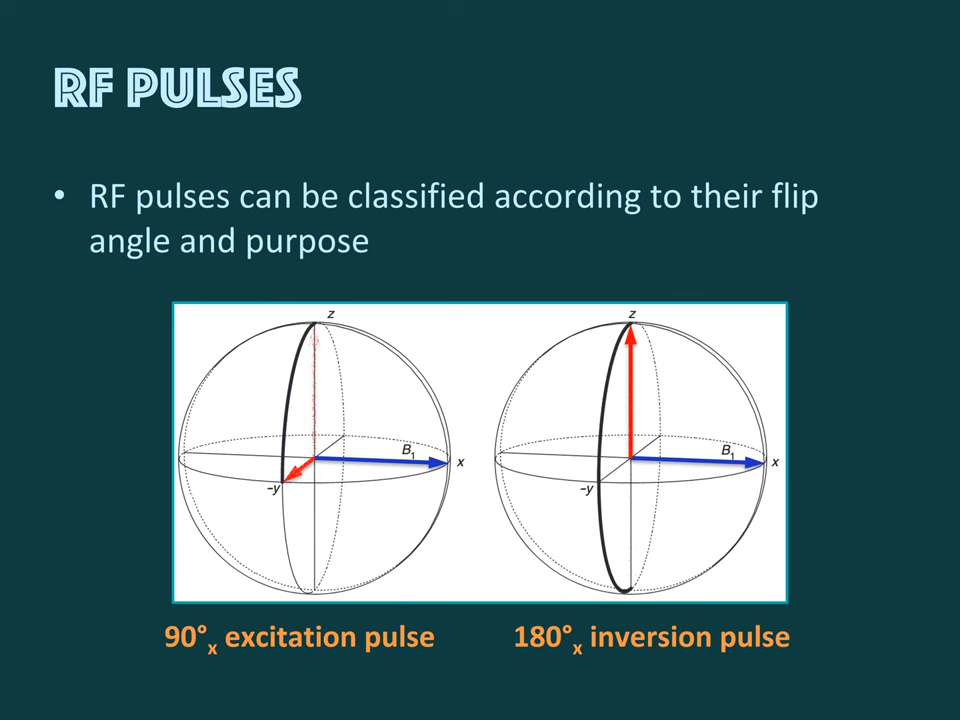 RF PULSES
• RF pulses can be classified according to their flip
angle and purpose
z
B1
x
-y
z
B1
x
-y
90°x excitation pulse
180°x inversion pulse